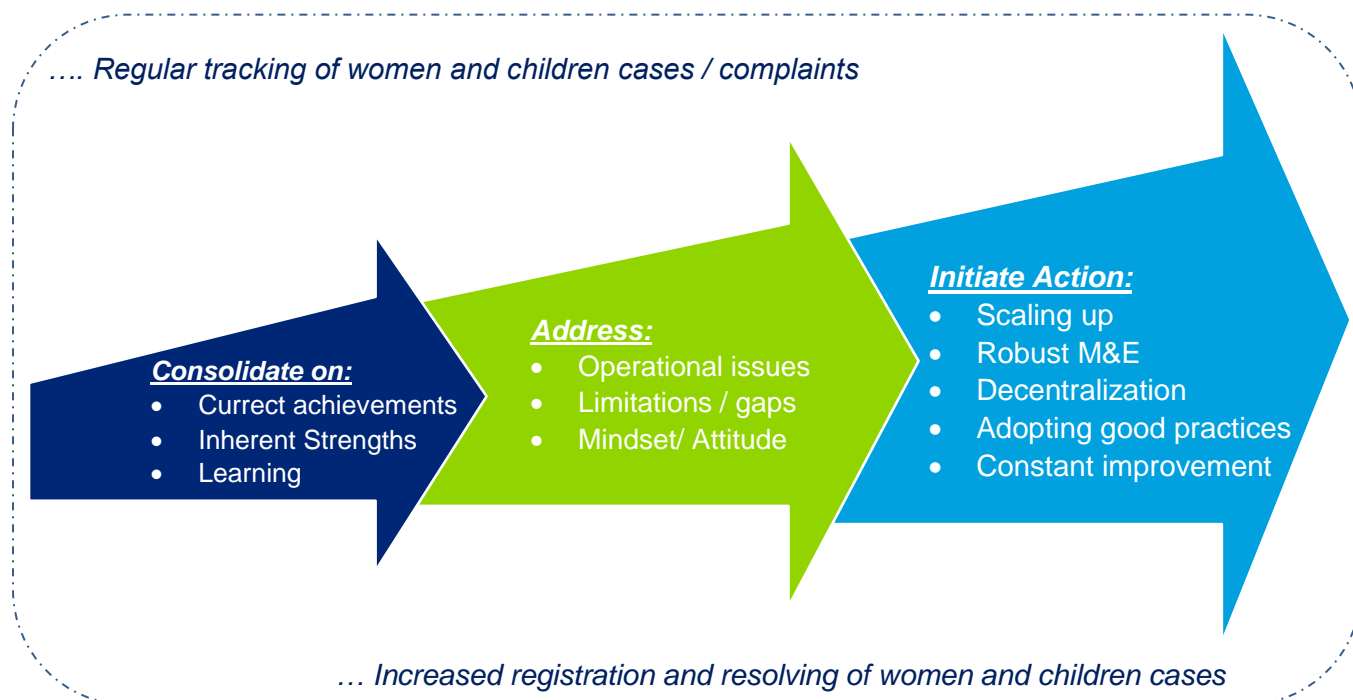 …. Regular tracking of women and children cases / complaints
Consolidate on:
• Currect achievements
• Inherent Strengths
• Learning
Address:
• Operational issues
• Limitations / gaps
• Mindset/ Attitude
Initiate Action:
• Scaling up
• Robust M&E
• Decentralization
• Adopting good practices
• Constant improvement
… Increased registration and resolving of women and children cases